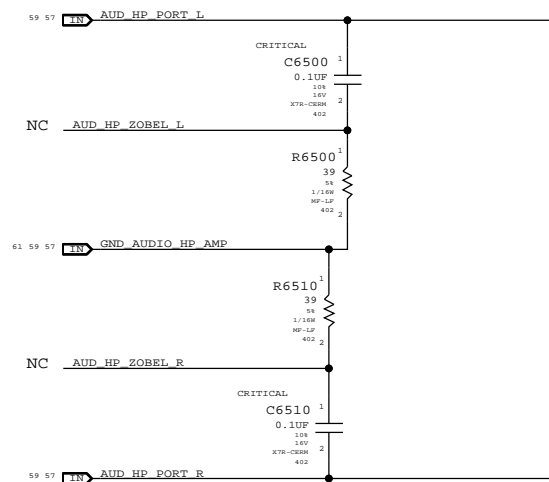 59 57 IN AUD_HP_PORT_L
CRITICAL
C6500 1
0.1UF
10%
16V
X7R-CERM 2
402
NC AUD_HP_ZOBEL_L
R6500 1
39
5%
1/16W
MF-LF
402 2
61 59 57 IN GND_AUDIO_HP_AMP
R6510 1
39
5%
1/16W
MF-LF
402 2
NC AUD_HP_ZOBEL_R
CRITICAL
C6510 1
0.1UF
10%
16V 2
X7R-CERM
402
59 57 IN AUD_HP_PORT_R